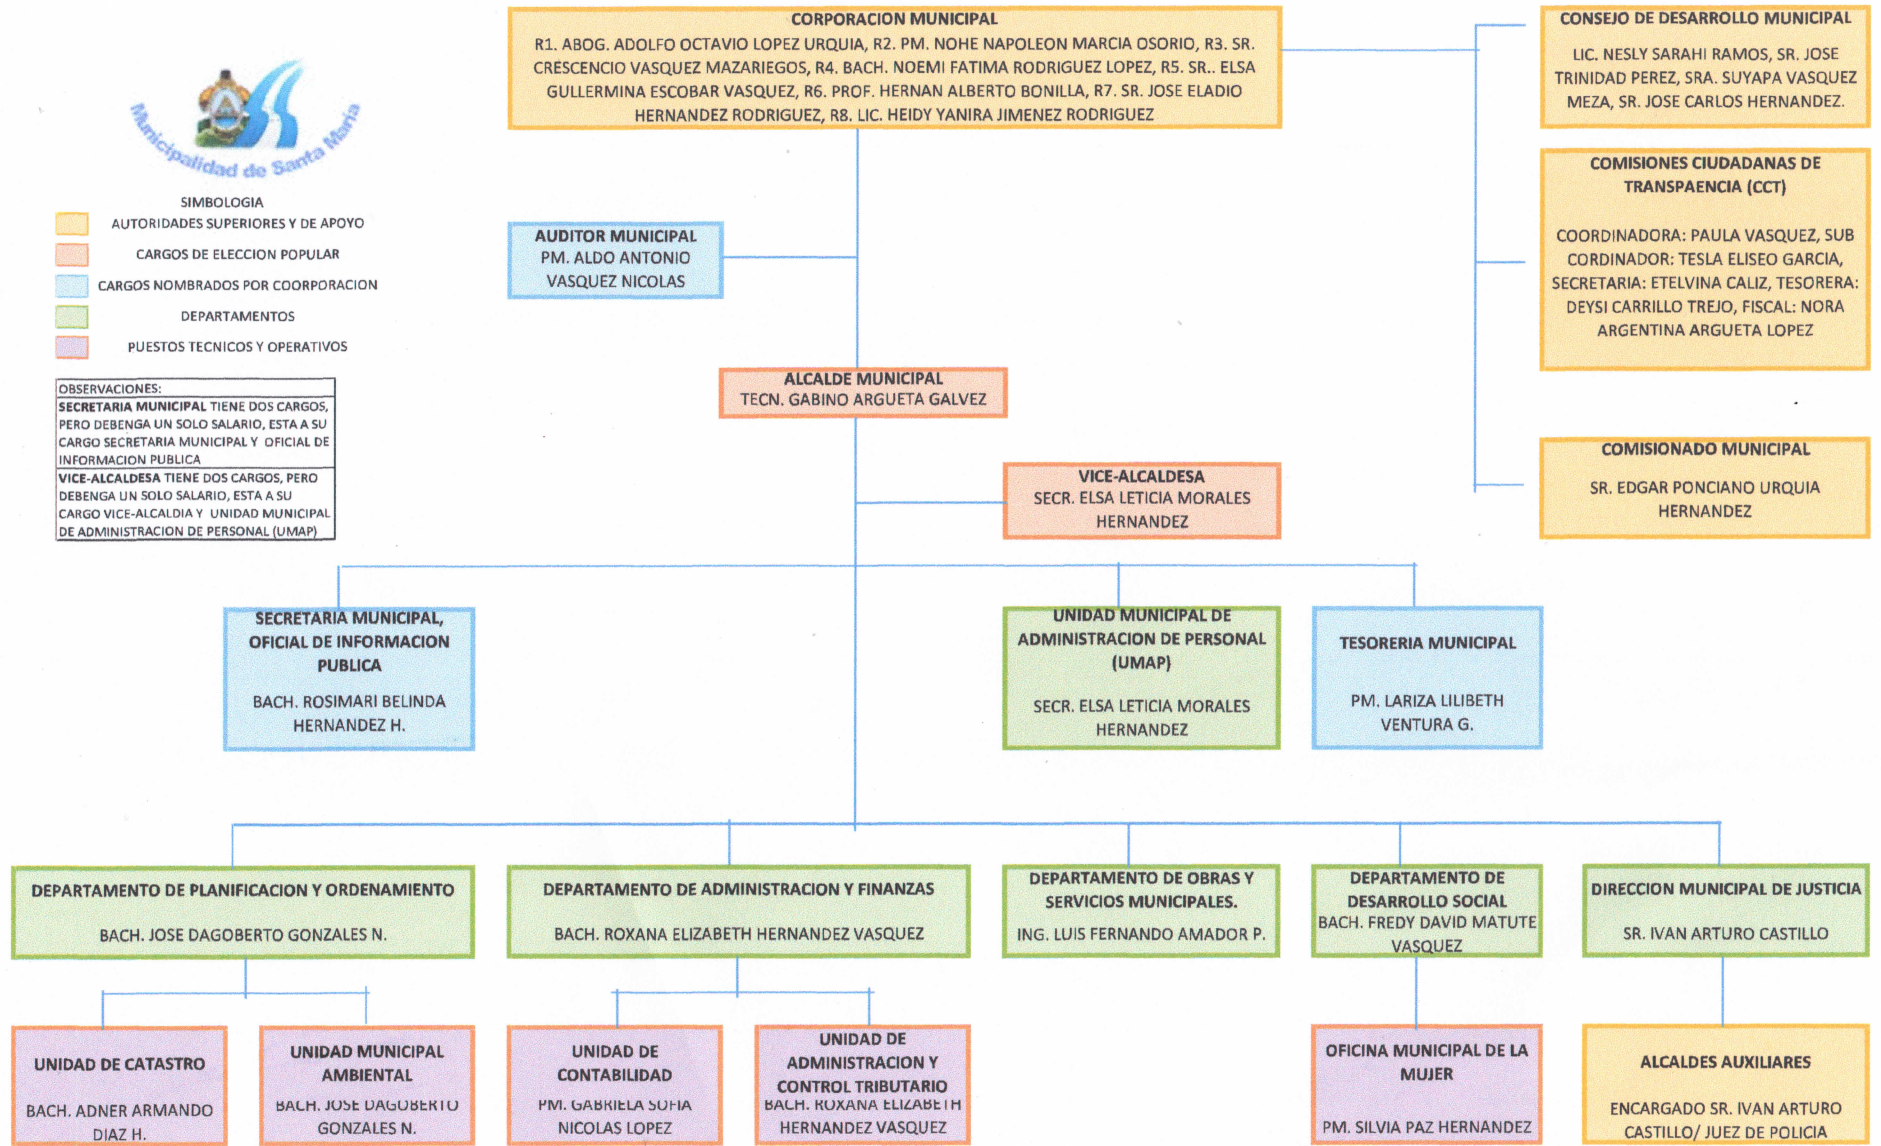 CORPORACION MUNICIPAL
R1. ABOG. ADOLFO OCTAVIO LOPEZ URQUIA, R2. PM. NOHE NAPOLEON MARCIA OSORIO, R3. SR.
CRESCENCIO VASQUEZ MAZARIEGOS, R4. BACH. NOEMI FATIMA RODRIGUEZ LOPEZ, R5. SR.. ELSA
GULLERMINA ESCOBAR VASQUEZ, R6. PROF. HERNAN ALBERTO BONILLA, R7. SR. JOSE ELADIO
HERNANDEZ RODRIGUEZ, R8. LIC. HEIDY YANIRA JIMENEZ RODRIGUEZ
CONSEJO DE DESARROLLO MUNICIPAL
LIC. NESLY SARAHI RAMOS, SR. JOSE
TRINIDAD PEREZ, SRA. SUYAPA VASQUEZ
MEZA, SR. JOSE CARLOS HERNANDEZ.
Municipalidad de Santa Maria
SIMBOLOGIA
AUTORIDADES SUPERIORES Y DE APOYO
CARGOS DE ELECCION POPULAR
CARGOS NOMBRADOS POR COORPORACION
DEPARTAMENTOS
PUESTOS TECNICOS Y OPERATIVOS
OBSERVACIONES:
SECRETARIA MUNICIPAL TIENE DOS CARGOS,
PERO DEBENGA UN SOLO SALARIO, ESTA A SU
CARGO SECRETARIA MUNICIPAL Y OFICIAL DE
INFORMACION PUBLICA
VICE-ALCALDESA TIENE DOS CARGOS, PERO
DEBENGA UN SOLO SALARIO, ESTA A SU
CARGO VICE-ALCALDIA Y UNIDAD MUNICIPAL
DE ADMINISTRACION DE PERSONAL (UMAP)
COMISIONES CIUDADANAS DE
TRANSPAENCIA (CCT)
COORDINADORA: PAULA VASQUEZ, SUB
CORDINADOR: TESLA ELISEO GARCIA,
SECRETARIA: ETELVINA CALIZ, TESORERA:
DEYSI CARRILLO TREJO, FISCAL: NORA
ARGENTINA ARGUETA LOPEZ
AUDITOR MUNICIPAL
PM. ALDO ANTONIO
VASQUEZ NICOLAS
ALCALDE MUNICIPAL
TECN. GABINO ARGUETA GALVEZ
COMISIONADO MUNICIPAL
SR. EDGAR PONCIANO URQUIA
HERNANDEZ
VICE-ALCALDESA
SECR. ELSA LETICIA MORALES
HERNANDEZ
SECRETARIA MUNICIPAL,
OFICIAL DE INFORMACION
PUBLICA
BACH. ROSIMARI BELINDA
HERNANDEZ H.
UNIDAD MUNICIPAL DE
ADMINISTRACION DE PERSONAL
(UMAP)
SECR. ELSA LETICIA MORALES
HERNANDEZ
TESORERIA MUNICIPAL
PM. LARIZA LILIBETH
VENTURA G.
DEPARTAMENTO DE PLANIFICACION Y ORDENAMIENTO
BACH. JOSE DAGOBERTO GONZALES N.
DEPARTAMENTO DE ADMINISTRACION Y FINANZAS
BACH. ROXANA ELIZABETH HERNANDEZ VASQUEZ
DEPARTAMENTO DE OBRAS Y
SERVICIOS MUNICIPALES.
ING. LUIS FERNANDO AMADOR P.
DEPARTAMENTO DE
DESARROLLO SOCIAL
BACH. FREDY DAVID MATUTE
VASQUEZ
DIRECCION MUNICIPAL DE JUSTICIA
SR. IVAN ARTURO CASTILLO
UNIDAD DE CATASTRO
BACH. ADNER ARMANDO
DIAZ H.
UNIDAD MUNICIPAL
AMBIENTAL
BACH. JOSE DAGOBERTO
GONZALES N.
UNIDAD DE
CONTABILIDAD
PM. GABRIELA SOFIA
NICOLAS LOPEZ
UNIDAD DE
ADMINISTRACION Y
CONTROL TRIBUTARIO
BACH. ROXANA ELIZABETH
HERNANDEZ VASQUEZ
OFICINA MUNICIPAL DE LA
MUJER
PM. SILVIA PAZ HERNANDEZ
ALCALDES AUXILIARES
ENCARGADO SR. IVAN ARTURO
CASTILLO/ JUEZ DE POLICIA